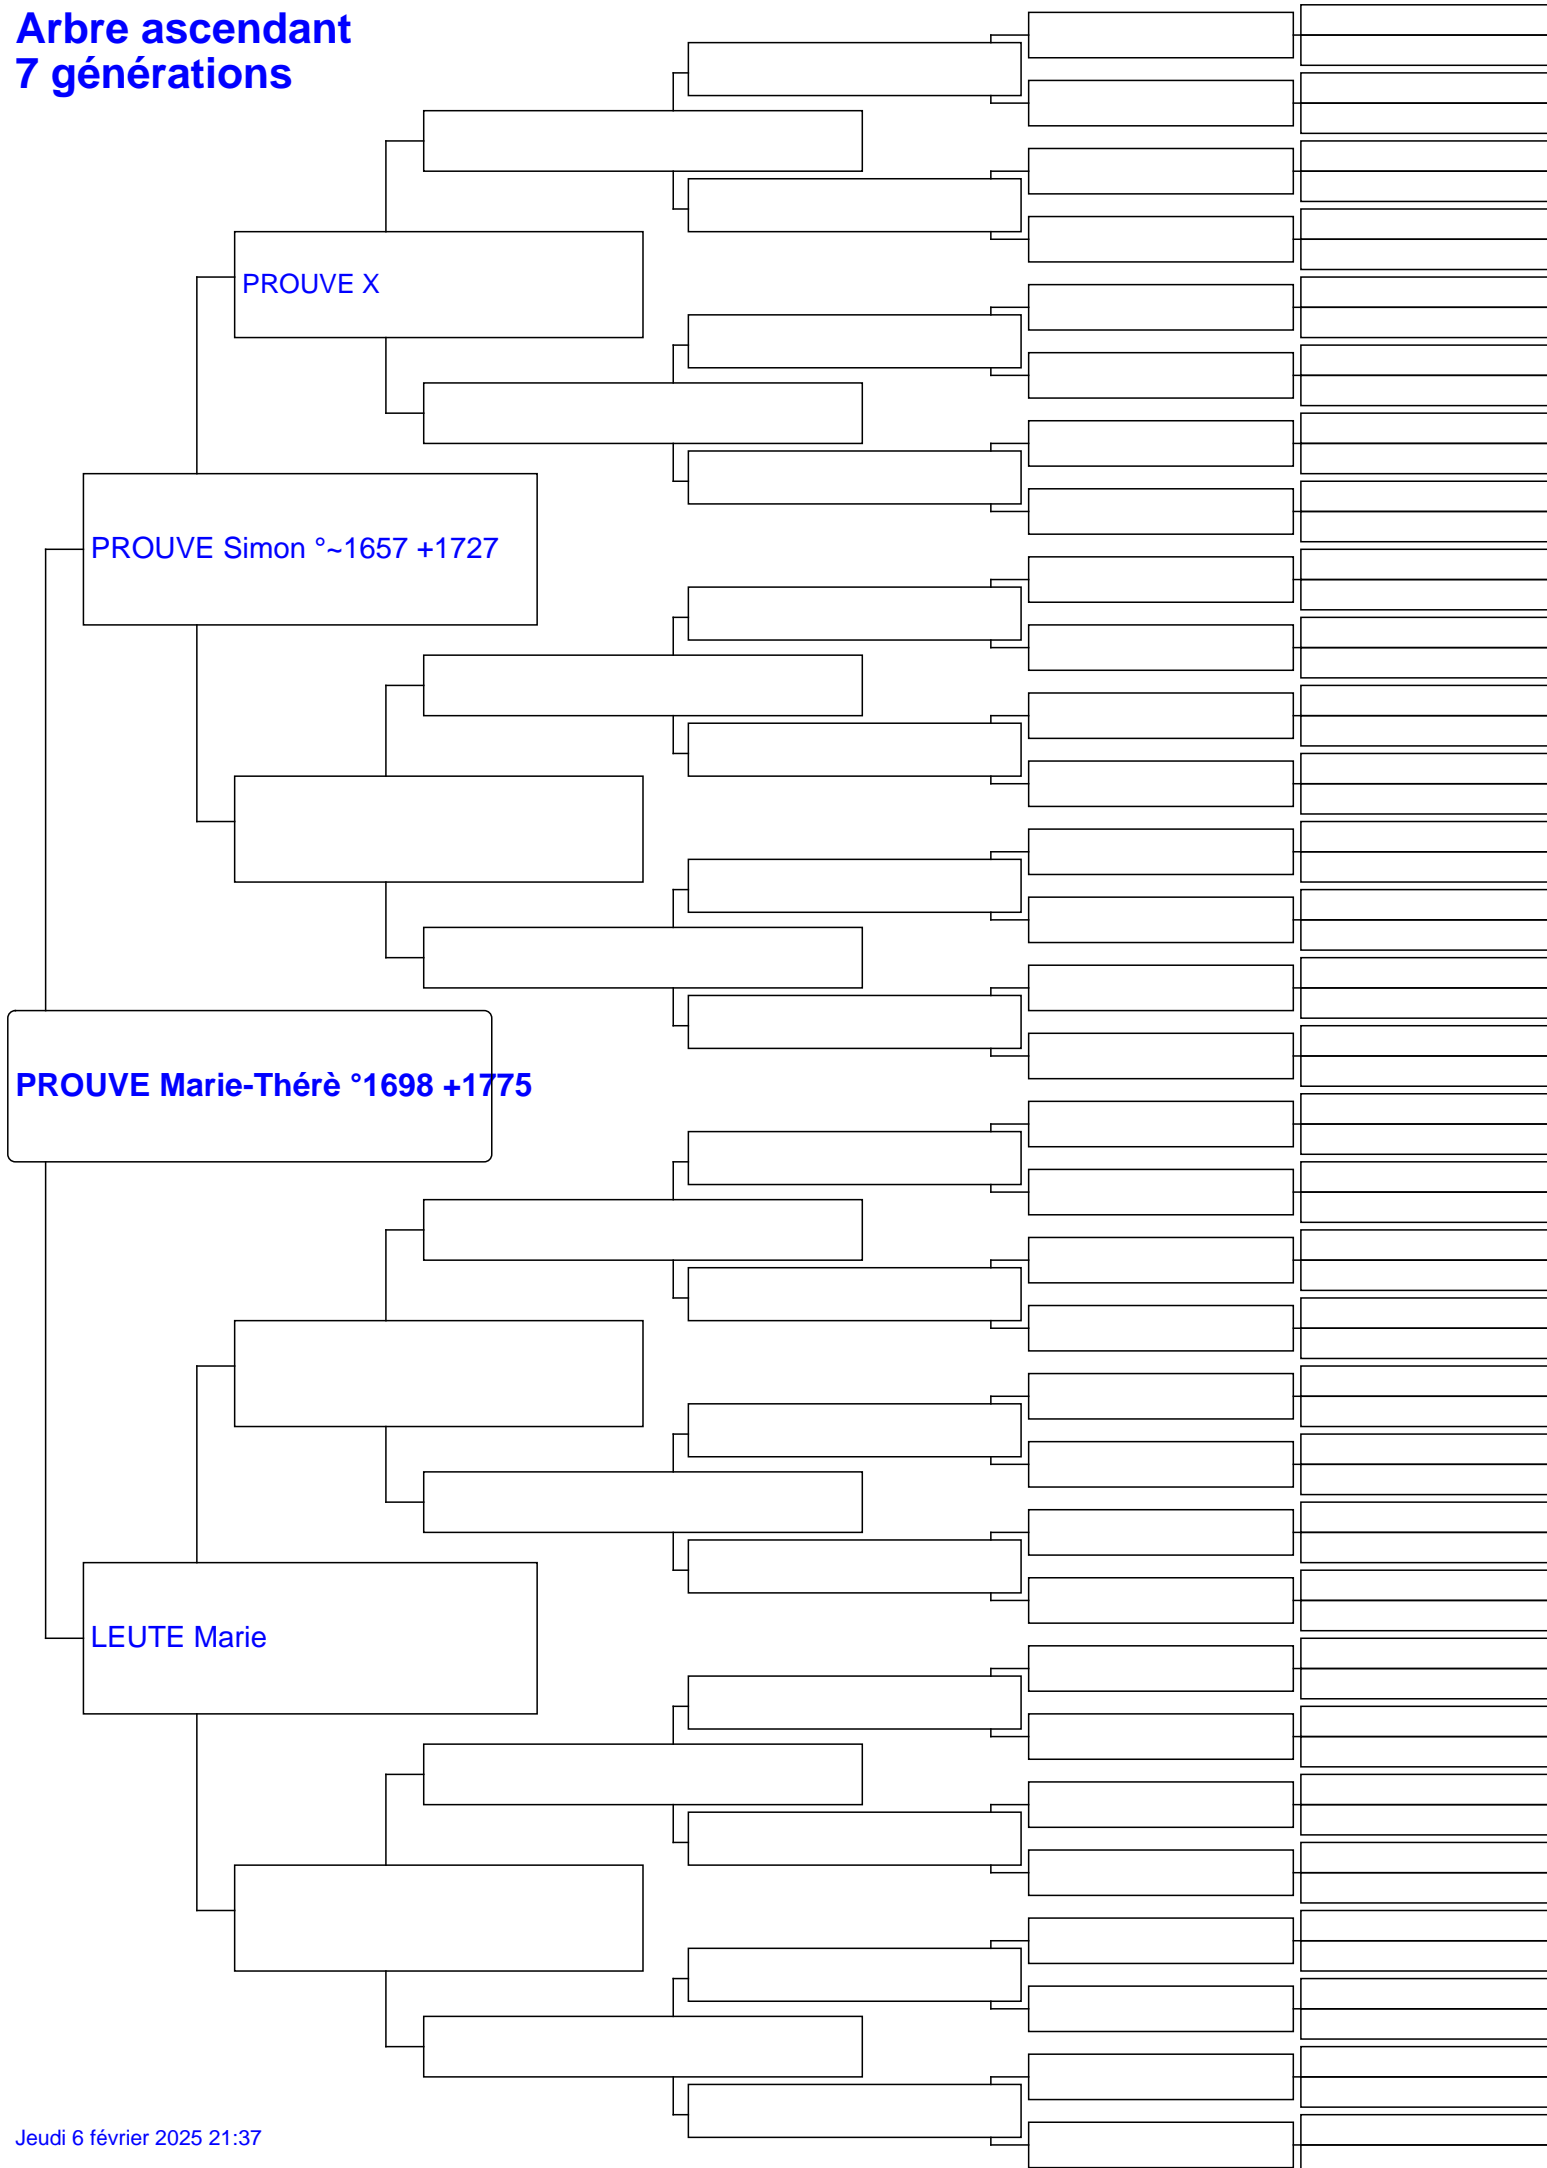 Arbre ascendant
7 générations
PROUVE X
PROUVE Simon °~1657 +1727
PROUVE Marie-Thérè °1698 +1775
LEUTE Marie
Jeudi 6 février 2025 21:37